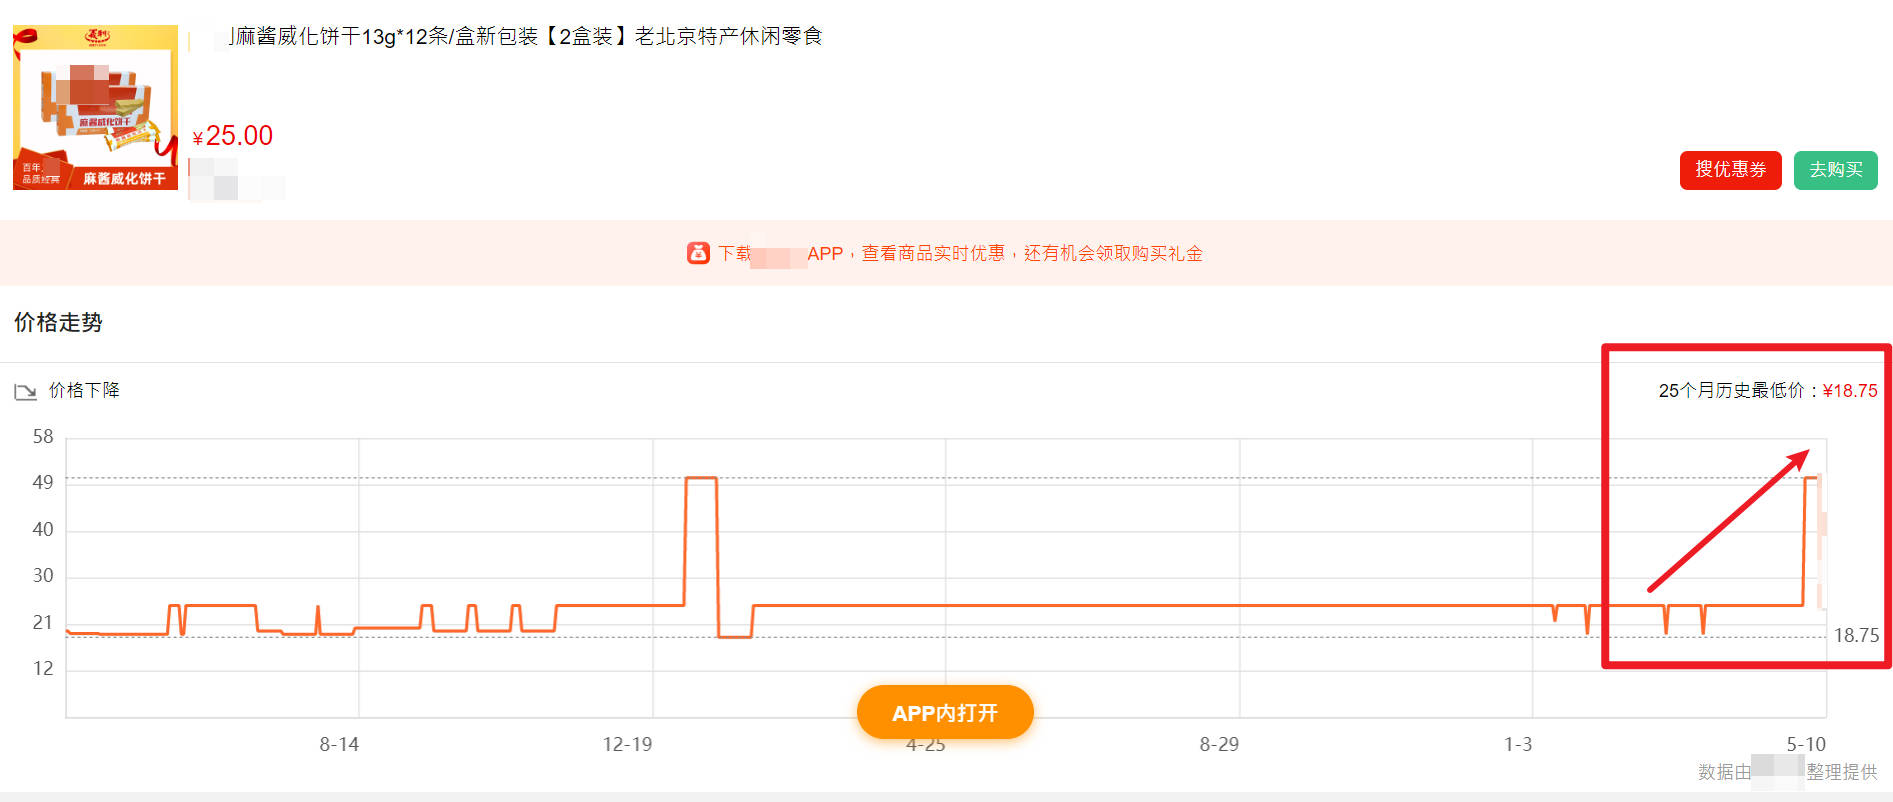 麻酱威化饼干13g*12条/盒新包装【2盒装】老北京特产休闲零食
麻酱威化饼干
百年
品质经典
麻酱威化饼干
¥25.00
搜优惠券
去购买
下载
APP，查看商品实时优惠，还有机会领取购买礼金
价格走势
价格下降
25个月历史最低价：¥18.75
58
49
40
30
21
12
18.75
APP内打开
8-14
12-19
4-25
8-29
1-3
5-10
数据由
整理提供